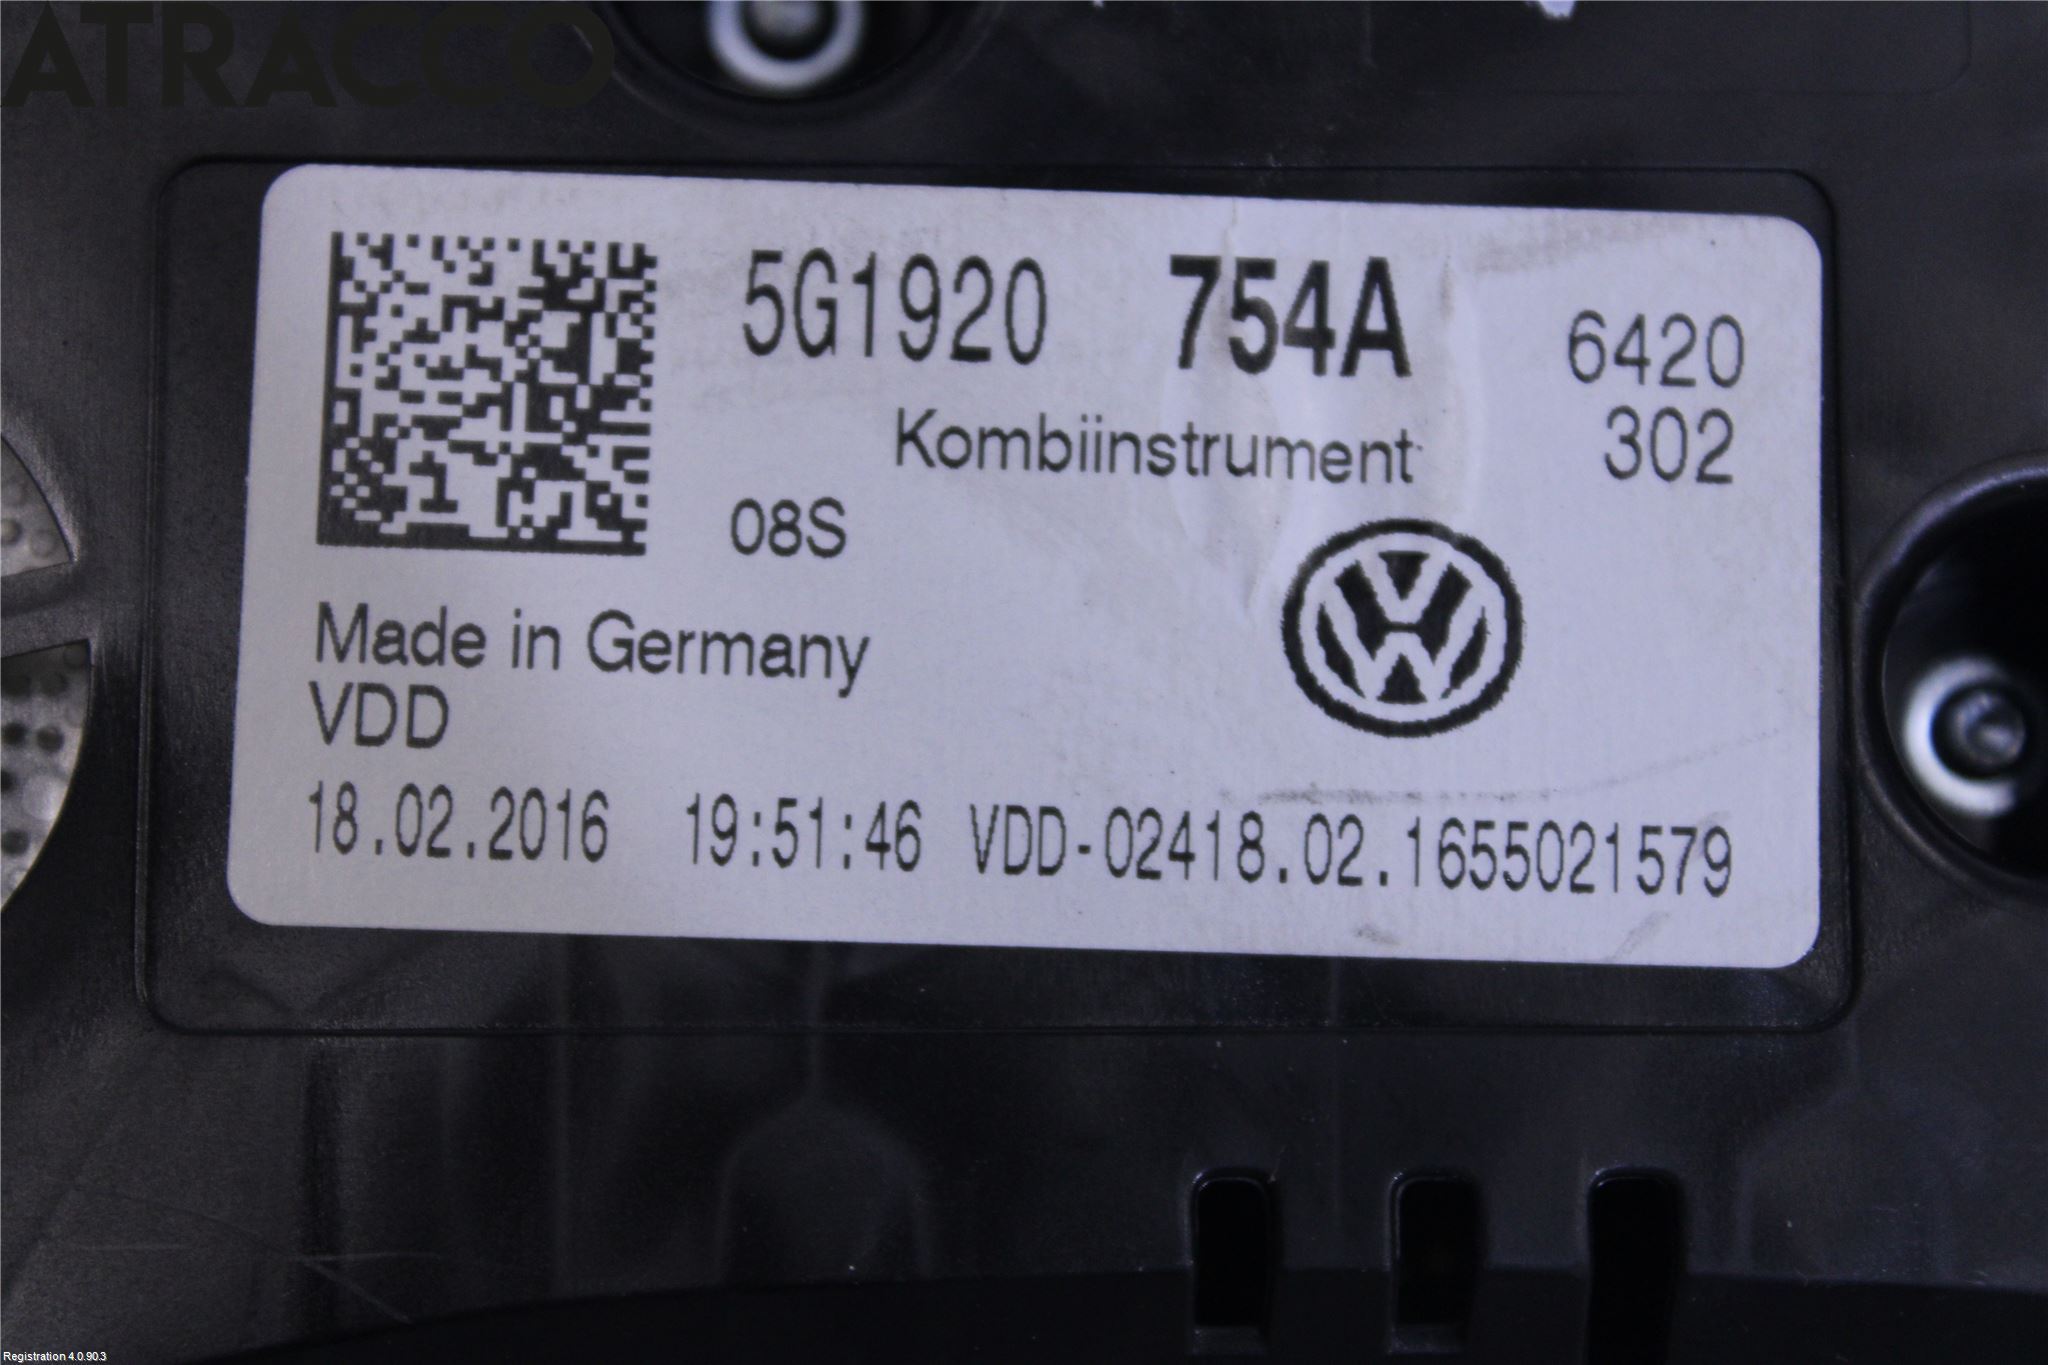 ATRACCO
5G1920 754A 6420
Kombiinstrument 302
08S
Made in Germany
VDD
18.02.2016 19:51:46 VDD-02418.02.1655021579
Registration 4.0.90.3